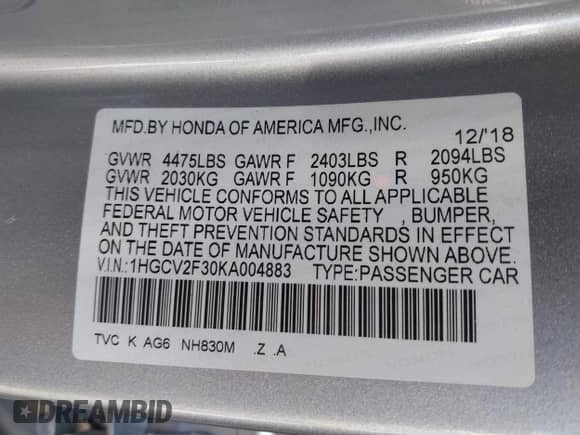 MFD.BY HONDA OF AMERICA MFG.,INC. 12/'18
GVWR 4475LBS GAWR F 2403LBS R 2094LBS
GVWR 2030KG GAWR F 1090KG R 950KG
THIS VEHICLE CONFORMS TO ALL APPLICABLE
FEDERAL MOTOR VEHICLE SAFETY , BUMPER,
AND THEFT PREVENTION STANDARDS IN EFFECT
ON THE DATE OF MANUFACTURE SHOWN ABOVE.
V.I.N.:1HGCV2F30KA004883 TYPE:PASSENGER CAR
TVC K AG6 NH830M .Z .A
DREAMBID